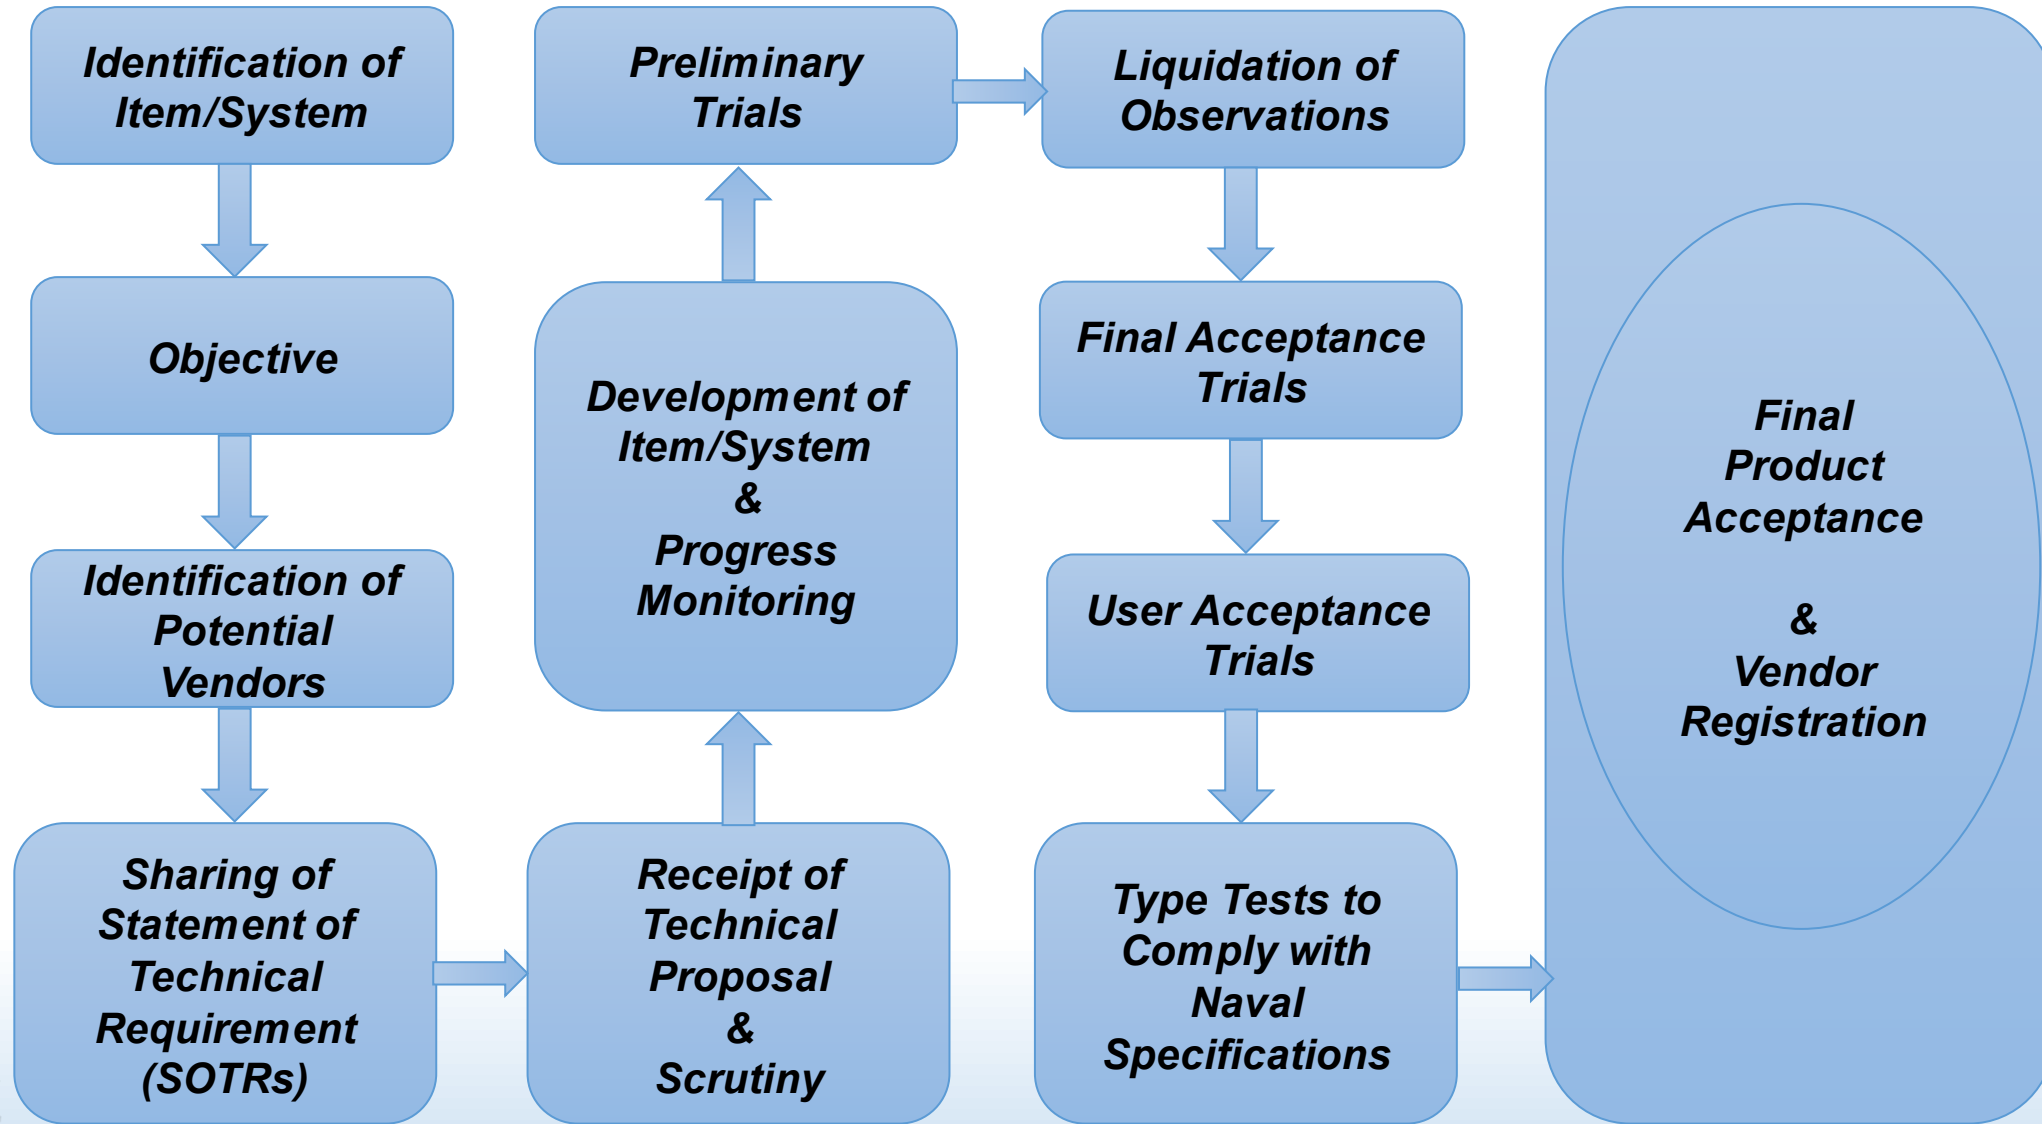 Identification of
Item/System
Objective
Identification of
Potential
Vendors
Sharing of
Statement of
Technical
Requirement
(SOTRs)
Receipt of
Technical
Proposal
&
Scrutiny
Development of
Item/System
&
Progress
Monitoring
Preliminary
Trials
Liquidation of
Observations
Final Acceptance
Trials
User Acceptance
Trials
Type Tests to
Comply with
Naval
Specifications
Final
Product
Acceptance
&
Vendor
Registration